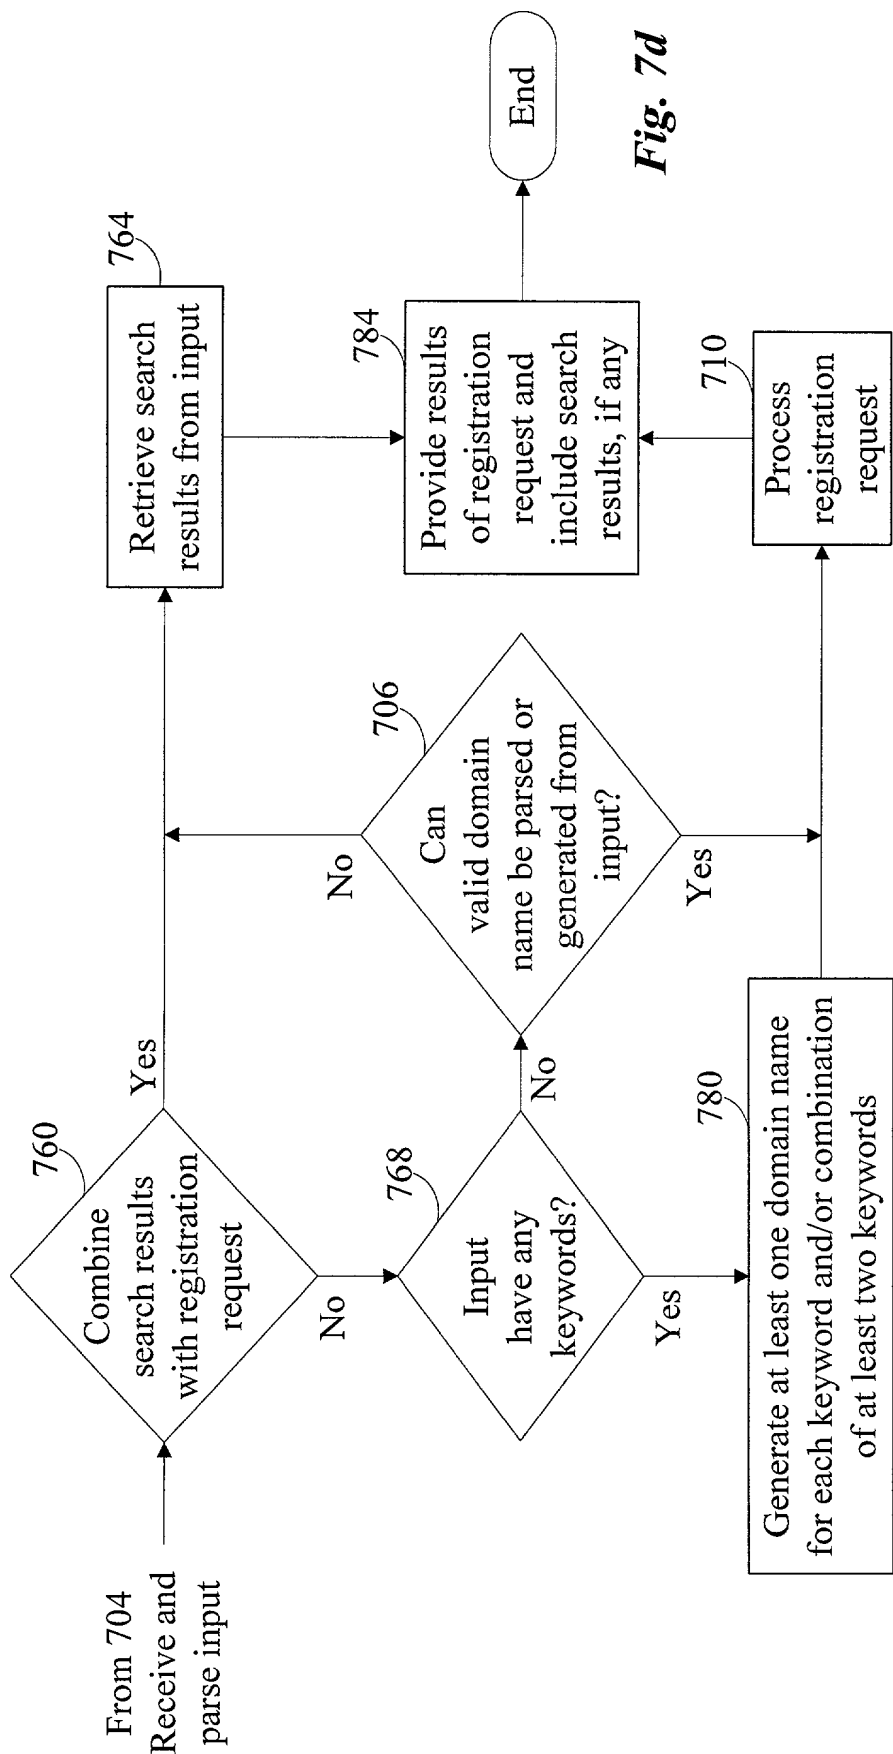 From 704
Receive and
parse input
760
Combine
search results
with registration
request
Yes
No
764
Retrieve search
results from input
768
Input
have any
keywords?
No
Yes
706
Can
valid domain
name be parsed or
generated from
input?
No
Yes
780
Generate at least one domain name
for each keyword and/or combination
of at least two keywords
710
Process
registration
request
784
Provide results
of registration
request and
include search
results, if any
End
Fig. 7d